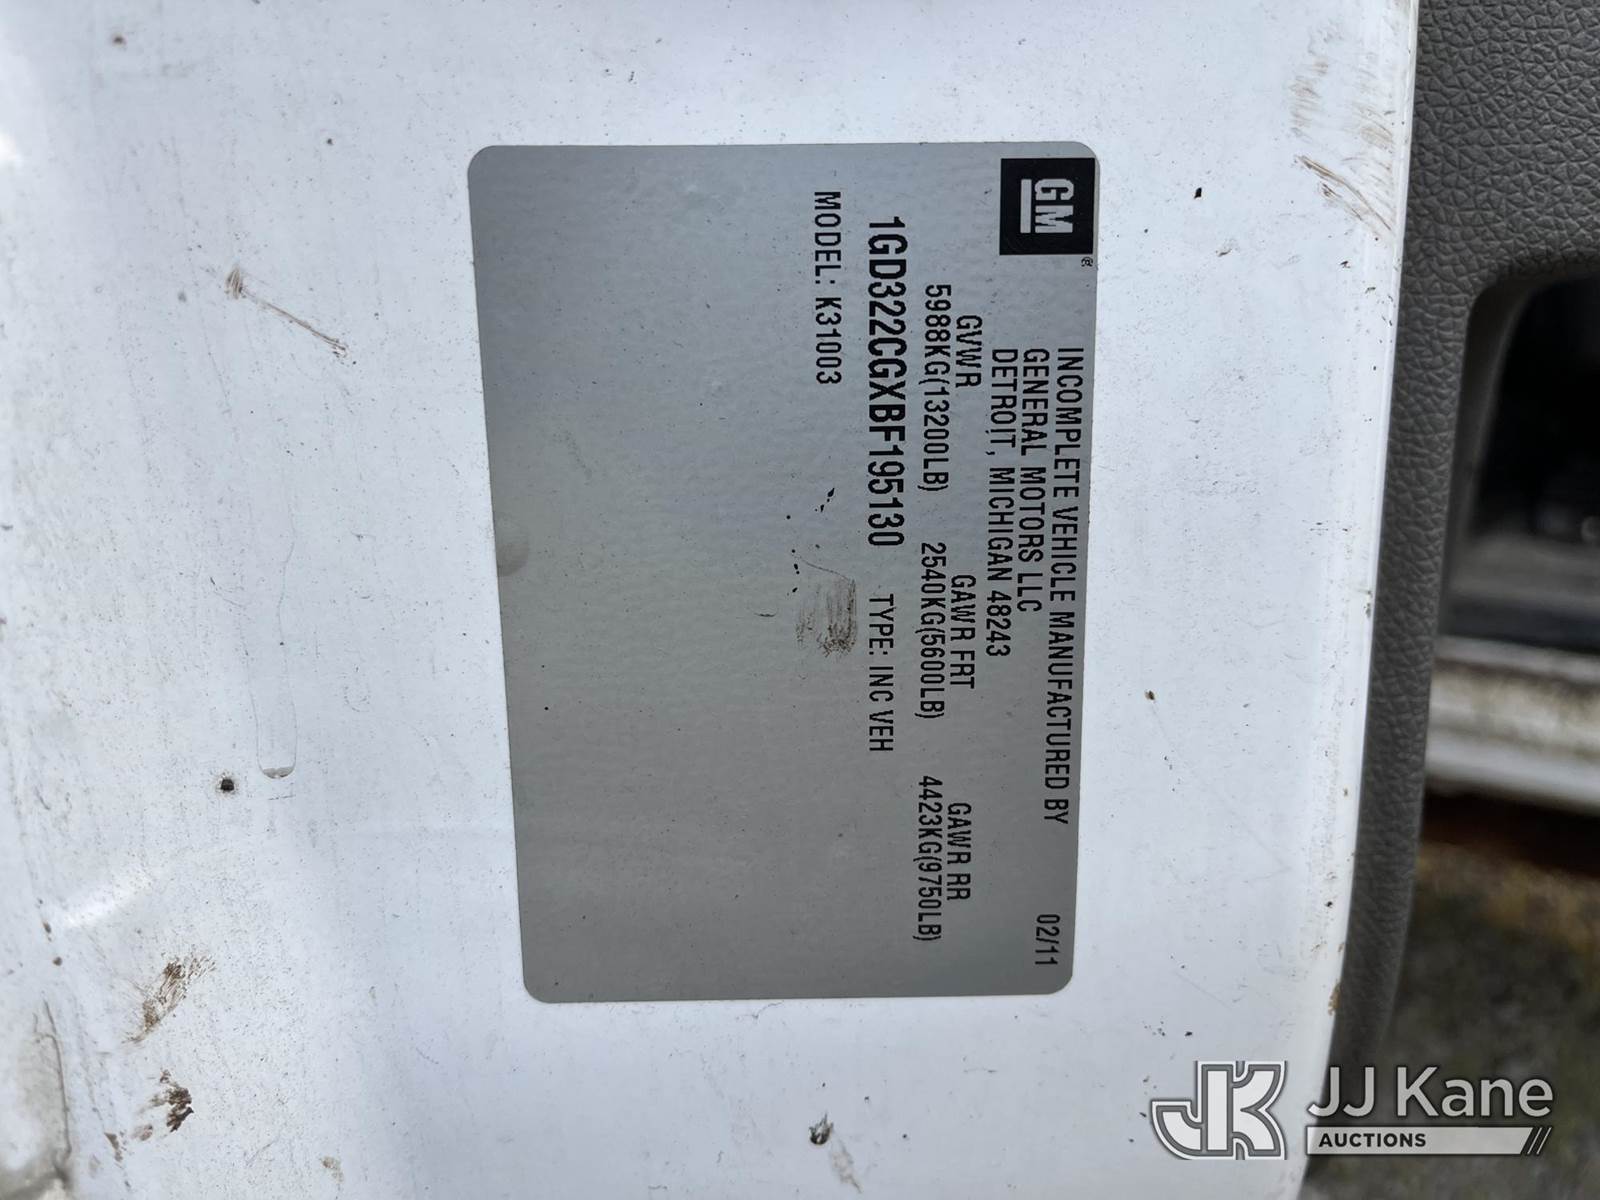 GM
®
INCOMPLETE VEHICLE MANUFACTURED BY
GENERAL MOTORS LLC 02/11
DETROIT, MICHIGAN 48243
GVWR GAWR FRT GAWR RR
5988KG(13200LB) 2540KG(5600LB) 4423KG(9750LB)
1GD322CGXBF195130 TYPE: INC VEH
MODEL: K31003
JK JJ Kane
AUCTIONS